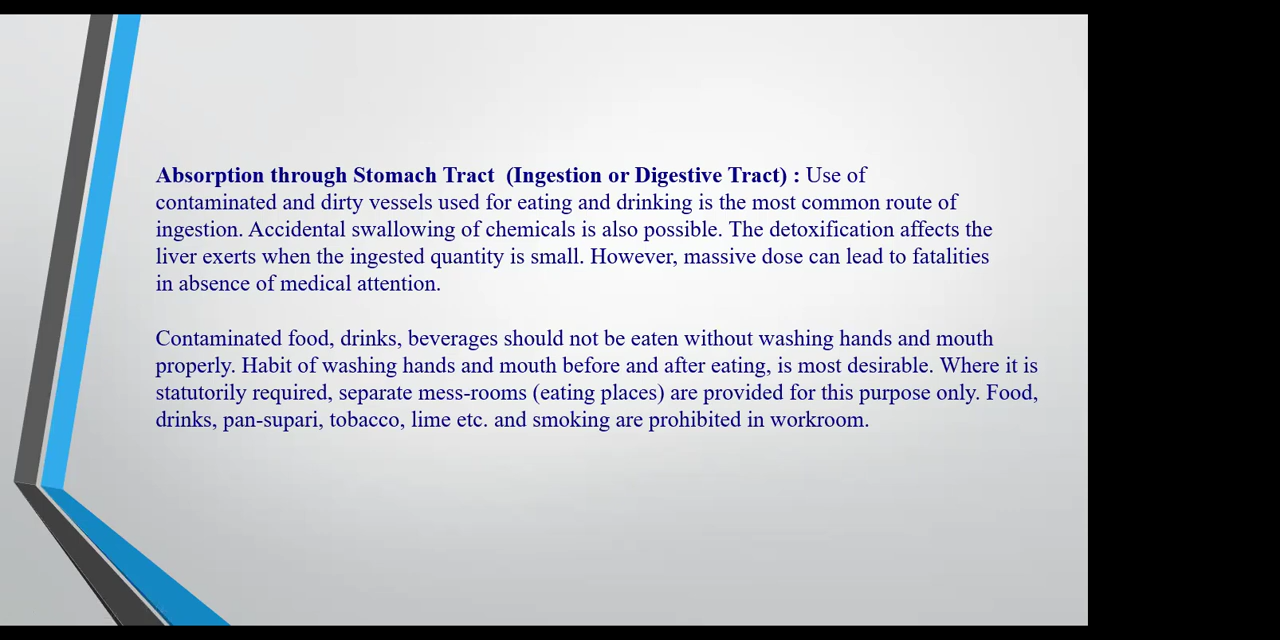 Absorption through Stomach Tract  (Ingestion or Digestive Tract) : Use of
contaminated and dirty vessels used for eating and drinking is the most common route of
ingestion. Accidental swallowing of chemicals is also possible. The detoxification affects the
liver exerts when the ingested quantity is small. However, massive dose can lead to fatalities
in absence of medical attention.
Contaminated food, drinks, beverages should not be eaten without washing hands and mouth
properly. Habit of washing hands and mouth before and after eating, is most desirable. Where it is
statutorily required, separate mess-rooms (eating places) are provided for this purpose only. Food,
drinks, pan-supari, tobacco, lime etc. and smoking are prohibited in workroom.